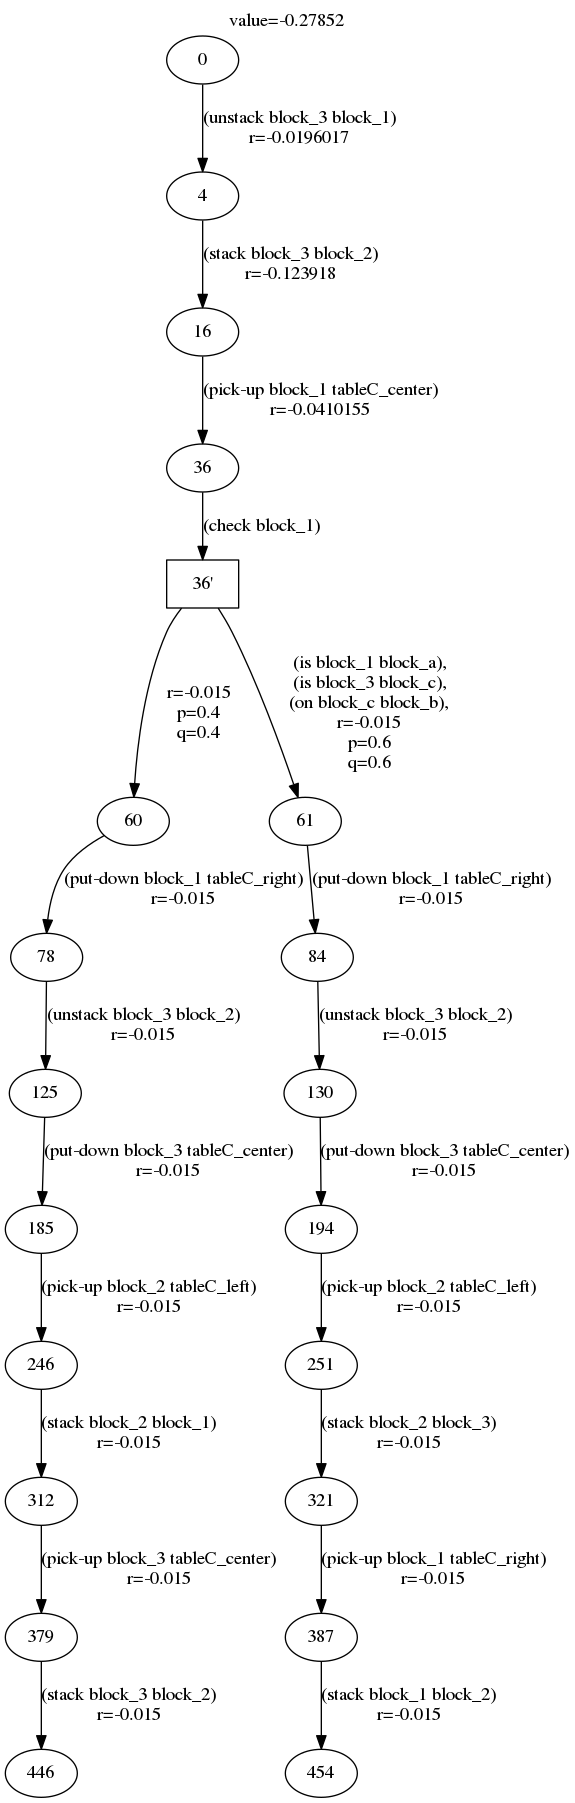 value=-0.27852
0
(unstack block_3 block_1)
r=-0.0196017
4
(stack block_3 block_2)
r=-0.123918
16
(pick-up block_1 tableC_center)
r=-0.0410155
36
(check block_1)
36'
r=-0.015
p=0.4
q=0.4
(is block_1 block_a),
(is block_3 block_c),
(on block_c block_b),
r=-0.015
p=0.6
q=0.6
60
61
(put-down block_1 tableC_right)
r=-0.015
(put-down block_1 tableC_right)
r=-0.015
78
84
(unstack block_3 block_2)
r=-0.015
(unstack block_3 block_2)
r=-0.015
125
130
(put-down block_3 tableC_center)
r=-0.015
(put-down block_3 tableC_center)
r=-0.015
185
194
(pick-up block_2 tableC_left)
r=-0.015
(pick-up block_2 tableC_left)
r=-0.015
246
251
(stack block_2 block_1)
r=-0.015
(stack block_2 block_3)
r=-0.015
312
321
(pick-up block_3 tableC_center)
r=-0.015
(pick-up block_1 tableC_right)
r=-0.015
379
387
(stack block_3 block_2)
r=-0.015
(stack block_1 block_2)
r=-0.015
446
454